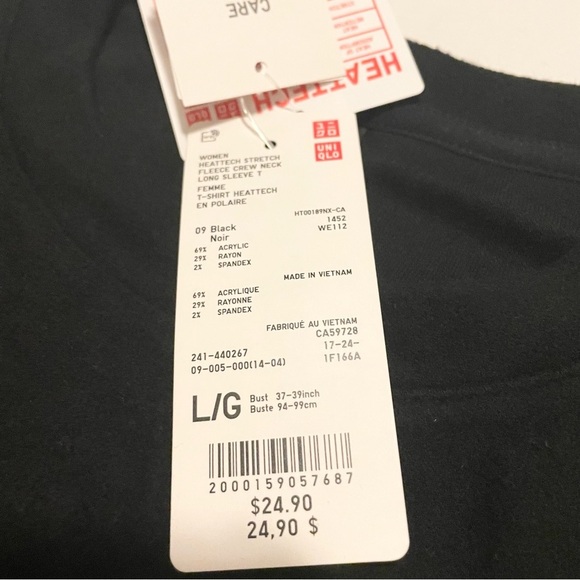 CARE
HEATTECH
WOMEN
HEATTECH STRETCH
FLEECE CREW NECK
LONG SLEEVE T
FEMME
T-SHIRT HEATTECH
EN POLAIRE
UNI
QLO
HT00189NX-CA
09 Black 1452
Noir WE112
69% ACRYLIC
29% RAYON
2% SPANDEX
MADE IN VIETNAM
69% ACRYLIQUE
29% RAYONNE
2% SPANDEX
FABRIQUÉ AU VIETNAM
CA59728
241-440267 17-24-
09-005-000(14-04) 1F166A
L/G Bust 37-39inch
Buste 94-99cm
2000159057687
$24.90
24,90 $